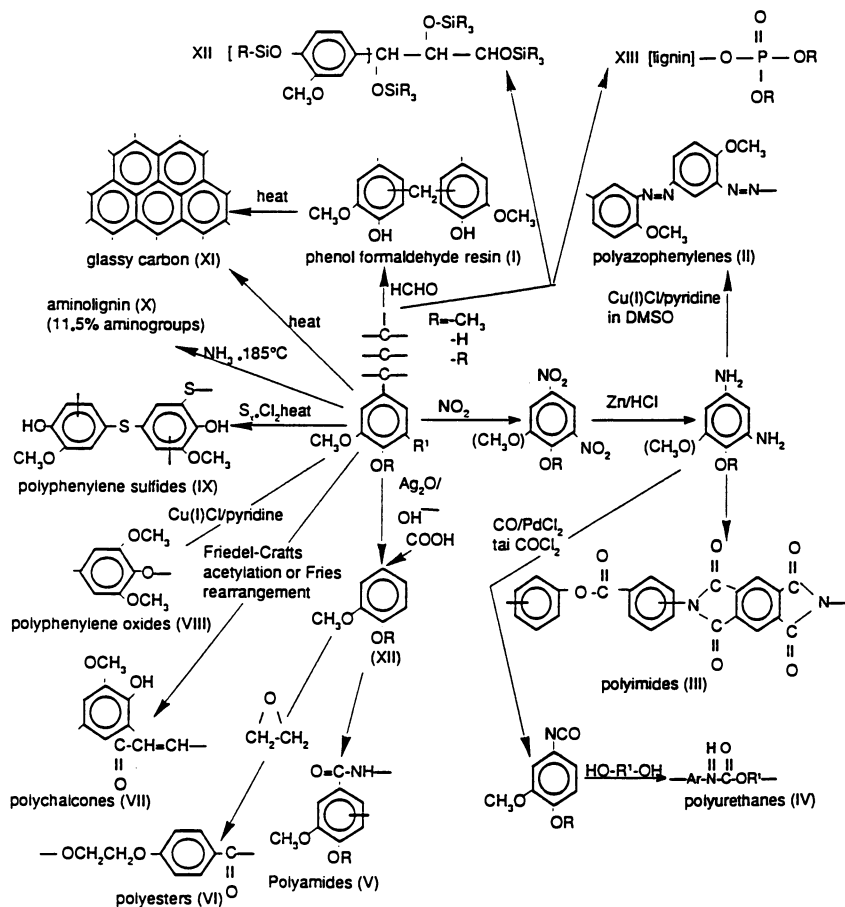 XII [ R-SiO
O-SiR3
CH—CH—CHOSiR3
CH3O
OSiR3
XIII [lignin]—O—P—OR
O
OR
glassy carbon (XI)
heat
CH3O
CH2
OCH3
OH
OH
phenol formaldehyde resin (I)
OCH3
N=N
N=N—
OCH3
polyazophenylenes (II)
aminolignin (X)
(11.5% aminogroups)
heat
NH3.185°C
HCHO
R=-CH3
-H
-R
—C—
—C—
—C—
Cu(I)Cl/pyridine
in DMSO
HO
S
S—
OH
CH3O
OCH3
polyphenylene sulfides (IX)
Sx.Cl2heat
CH3O
R¹
OR
NO2
NO2
(CH3O)
NO2
OR
Zn/HCl
NH2
(CH3O)
NH2
OR
Cu(I)Cl/pyridine
Ag2O/
OH—
COOH
CH3O
OR
(XII)
OCH3
O—
OCH3
polyphenylene oxides (VIII)
Friedel-Crafts
acetylation or Fries
rearrangement
CO/PdCl2
tai COCl2
O
O-C
N
O
C
C
O
O
C
C
O
N—
polyimides (III)
OCH3
OH
C-CH=CH—
O
polychalcones (VII)
O
CH2—CH2
O=C-NH—
CH3O
OR
Polyamides (V)
NCO
CH3O
OR
HO-R¹-OH
H O
—Ar-N-C-OR¹—
polyurethanes (IV)
—OCH2CH2O
C—
O
polyesters (VI)